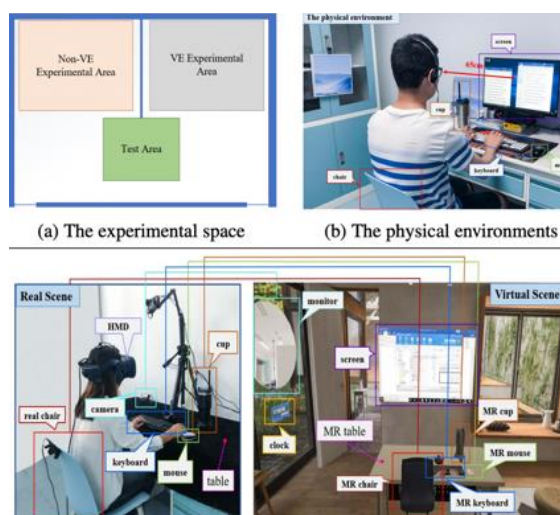 Non-VE
Experimental Area
VE Experimental
Area
Test Area
(a) The experimental space
The physical environment
screen
65cm
cup
keyboard
chair
(b) The physical environments
Real Scene
HMD
camera
real chair
keyboard
mouse
cup
table
monitor
Virtual Scene
screen
clock
MR table
MR chair
MR cup
MR mouse
MR keyboard